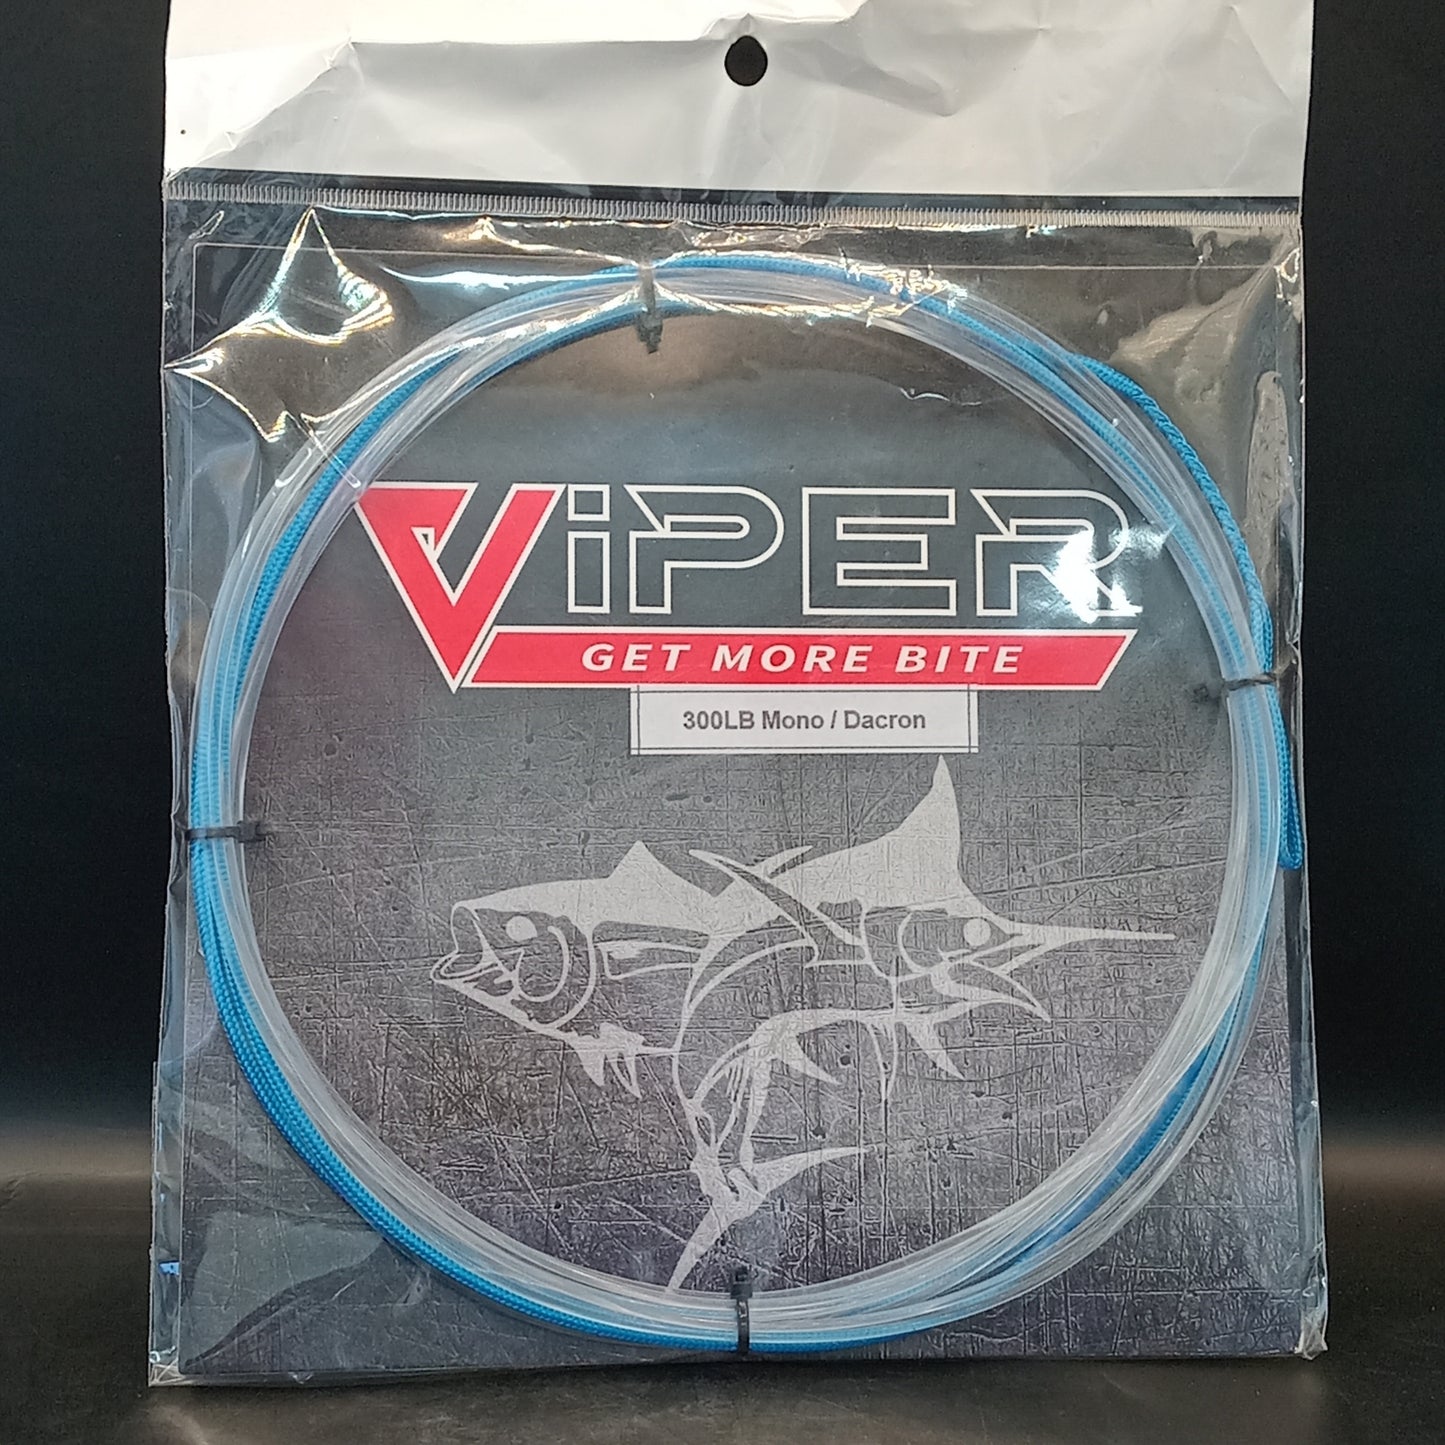 ViPER
GET MORE BITE
300LB Mono / Dacron